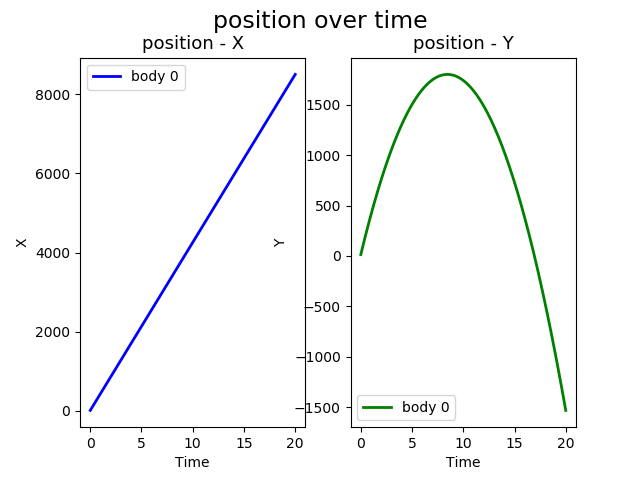 position over time
position - X
body 0
8000
6000
4000
2000
0
X
0 5 10 15 20
Time
position - Y
1500
1000
500
0
−500
−1000
−1500
Y
body 0
0 5 10 15 20
Time